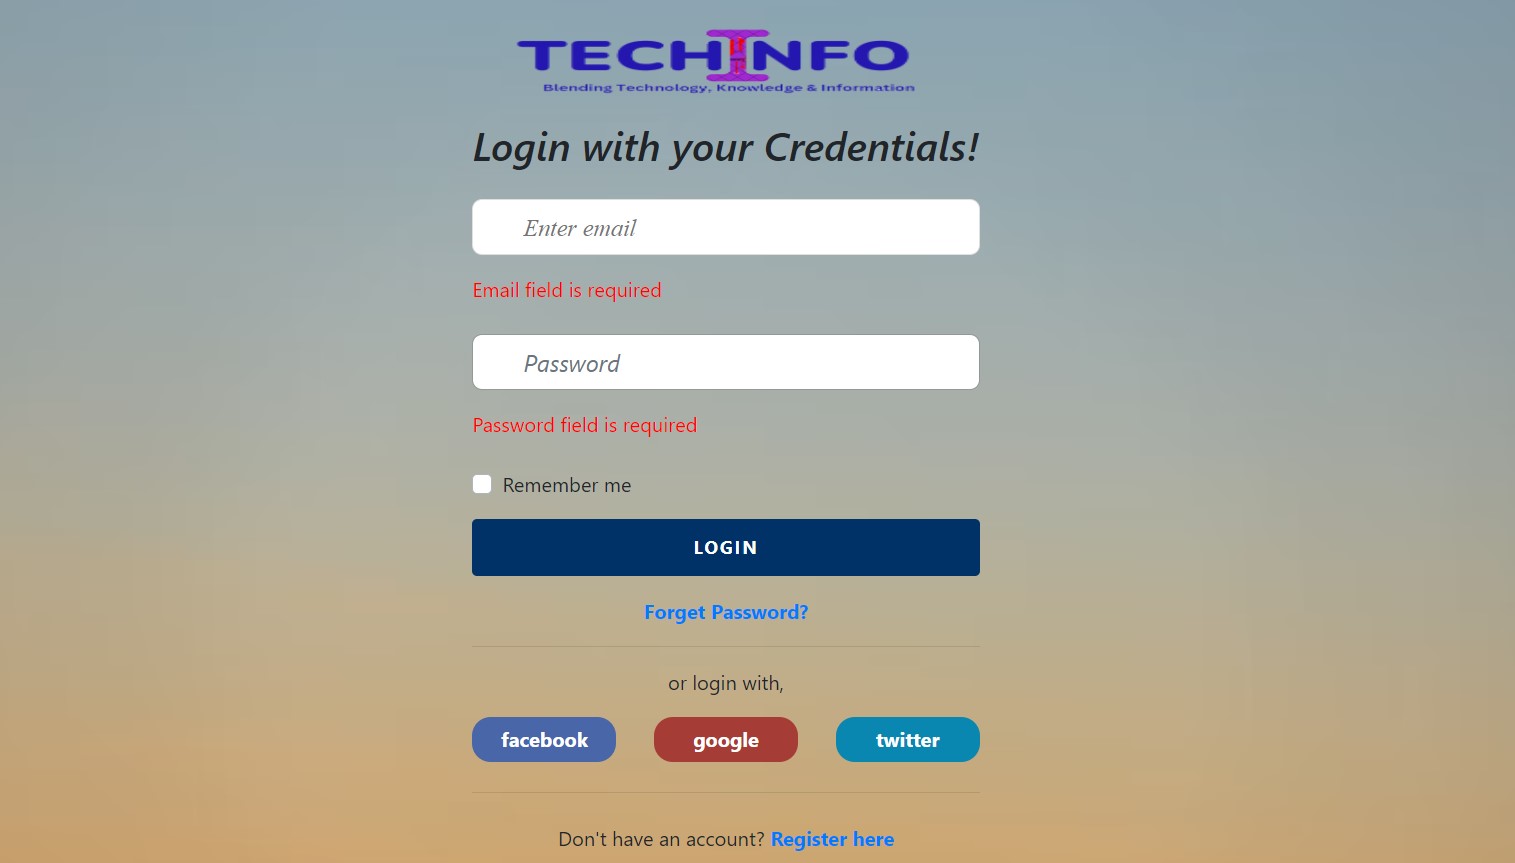 TECHINFO
Blending Technology, Knowledge & Information
Login with your Credentials!
Enter email
Email field is required
Password
Password field is required
Remember me
LOGIN
Forget Password?
or login with,
facebook google twitter
Don't have an account? Register here